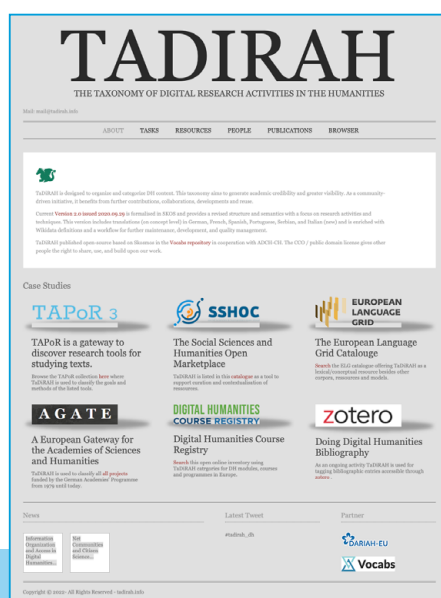 TADIRAH
THE TAXONOMY OF DIGITAL RESEARCH ACTIVITIES IN THE HUMANITIES
Mail: mail@tadirah.info
ABOUT TASKS RESOURCES PEOPLE PUBLICATIONS BROWSER
TaDiRAH is designed to organize and categorize DH content. This taxonomy aims to generate academic credibility and greater visibility. As a community-
driven initiative, it benefits from further contributions, collaborations, developments and reuse.
Current Version 2.0 issued 2020.09.29 is formalized in SKOS and provides a revised structure and semantics with a focus on research activities and
techniques. This version includes translations (on concept level) in German, French, Spanish, Portuguese, Serbian, and Italian (new) and is enriched with
Wikidata definitions and a workflow for further maintenance, development, and quality management.
TaDiRAH published open source based on likeness in the Vocabs repository in cooperation with ADCH-CH. The CC0 / public domain license gives other
people the right to share, use, and build upon our work.
Case Studies
TAPoR 3
SSHOC
EUROPEAN
LANGUAGE
GRID
TAPoR is a gateway to
discover research tools for
studying texts.
Browse the TAPoR collection here where
TaDiRAH is used to classify the goals and
methods of the listed tools.
The Social Sciences and
Humanities Open
Marketplace
TaDiRAH is listed in this catalogue as a tool to
support curation and contextualisation of
resources.
The European Language
Grid Catalouge
Search the ELG catalogue offering TaDiRAH as a
lexical/conceptual resource besides other
corpora, resources and models.
AGATE
DIGITAL HUMANITIES
COURSE REGISTRY
zotero
A European Gateway for
the Academies of Sciences
and Humanities
TaDiRAH is used to classify all all projects
funded by the German Academies' Programme
from 1979 until today.
Digital Humanities Course
Registry
Search this open online inventory using
TaDiRAH categories for DH modules, courses
and programmes in Europe.
Doing Digital Humanities
Bibliography
As an ongoing activity TaDiRAH is used for
tagging bibliographic entries accessible through
zotero.
News
Latest Tweet
Partner
Information
Organization
and Access in
Digital
Humanities...
Net
Communities
and Citizen
Science...
#tadirah_dh
DARIAH-EU
Vocabs
Copyright © 2022 · All Rights Reserved · tadirah.info